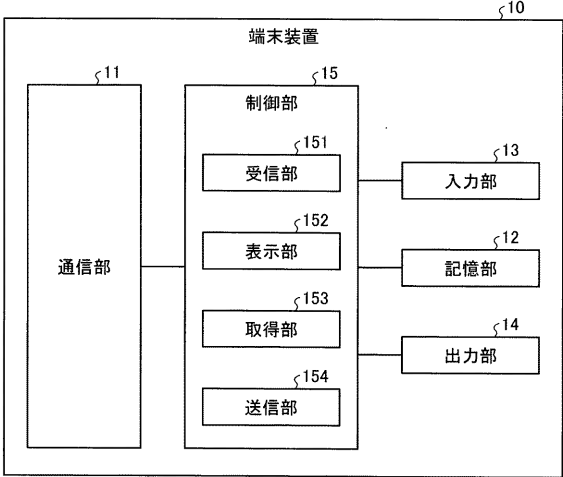 10
端末装置
11
通信部
15
制御部
151
受信部
152
表示部
153
取得部
154
送信部
13
入力部
12
記憶部
14
出力部